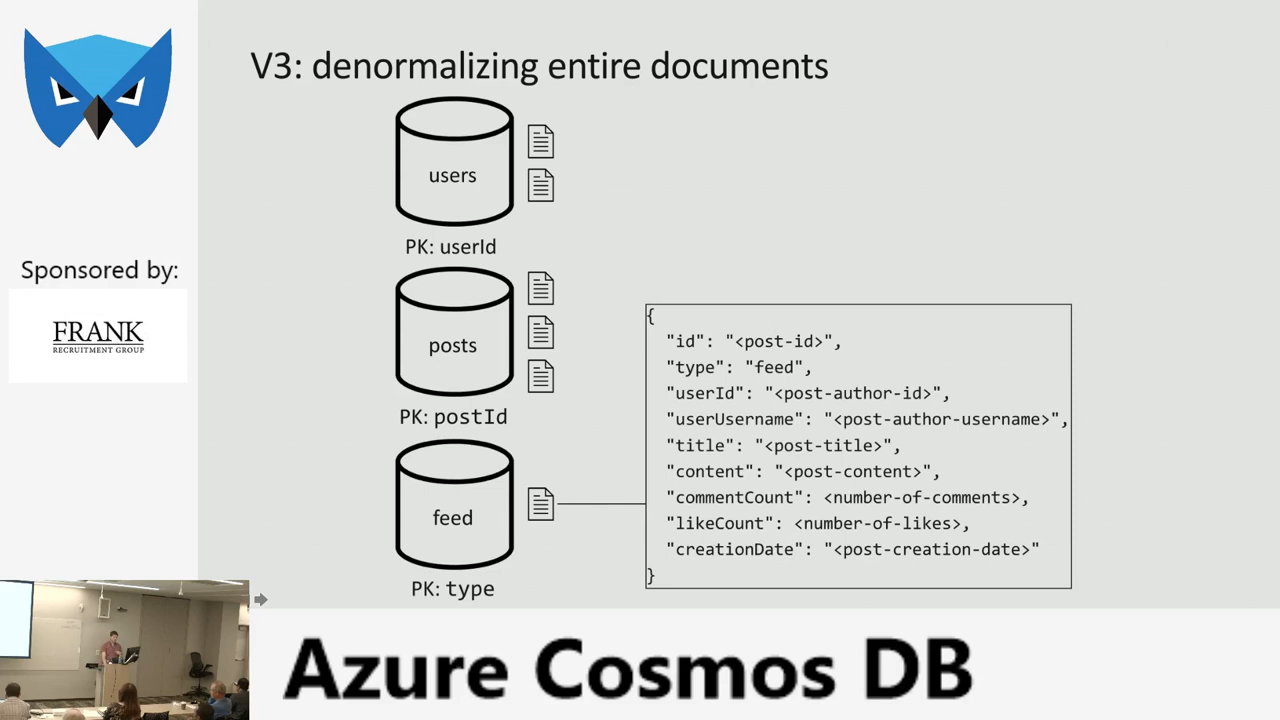 V3: denormalizing entire documents
users
PK: userId
Sponsored by:
FRANK
RECRUITMENT GROUP
posts
PK: postId
feed
PK: type
{
"id": "<post-id>",
"type": "feed",
"userId": "<post-author-id>",
"userUsername": "<post-author-username>",
"title": "<post-title>",
"content": "<post-content>",
"commentCount": <number-of-comments>,
"likeCount": <number-of-likes>,
"creationDate": "<post-creation-date>"
}
Azure Cosmos DB